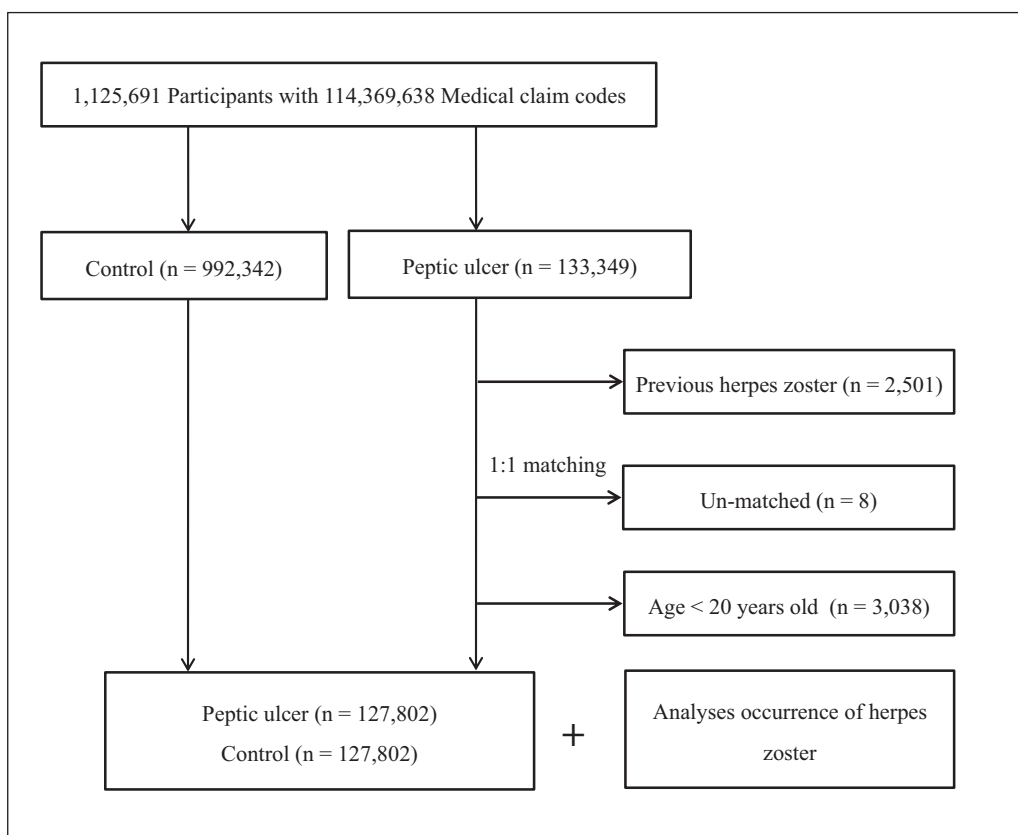 1,125,691 Participants with 114,369,638 Medical claim codes
Control (n = 992,342)
Peptic ulcer (n = 133,349)
Previous herpes zoster (n = 2,501)
1:1 matching
Un-matched (n = 8)
Age < 20 years old (n = 3,038)
Peptic ulcer (n = 127,802)
Control (n = 127,802)
+
Analyses occurrence of herpes
zoster